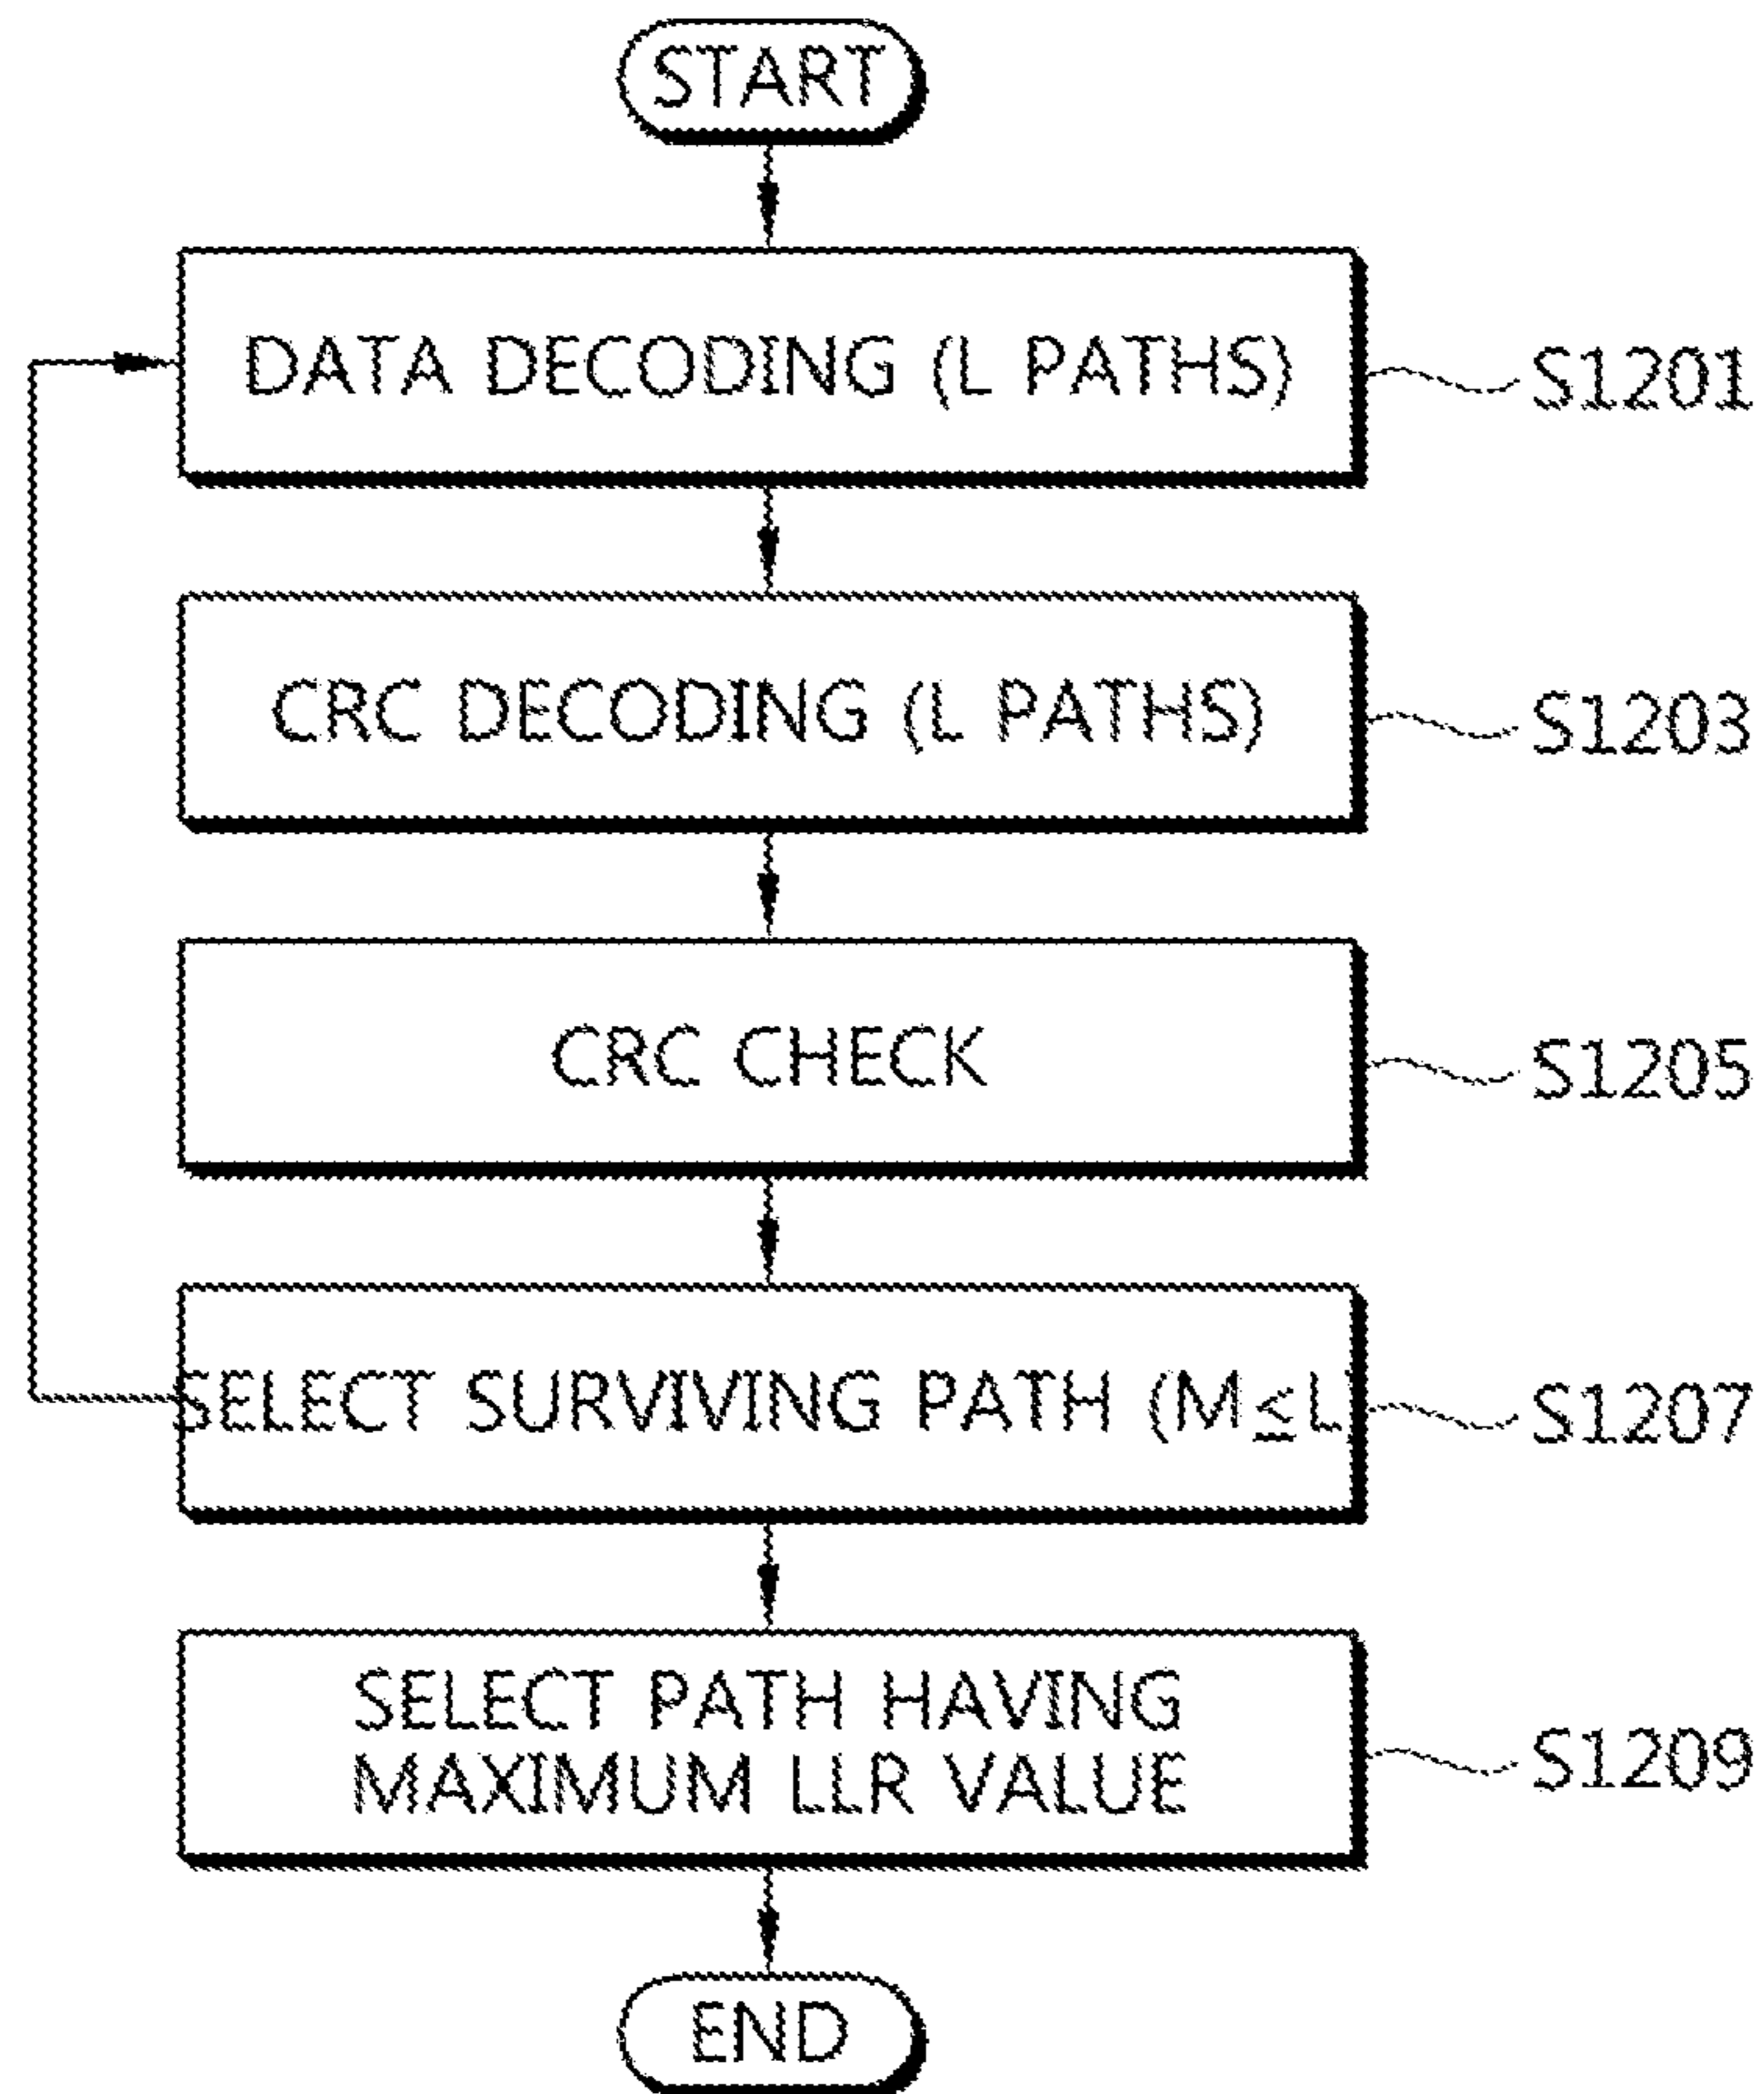 START
DATA DECODING (L PATHS)
S1201
CRC DECODING (L PATHS)
S1203
CRC CHECK
S1205
SELECT SURVIVING PATH (M≤L)
S1207
SELECT PATH HAVING
MAXIMUM LLR VALUE
S1209
END